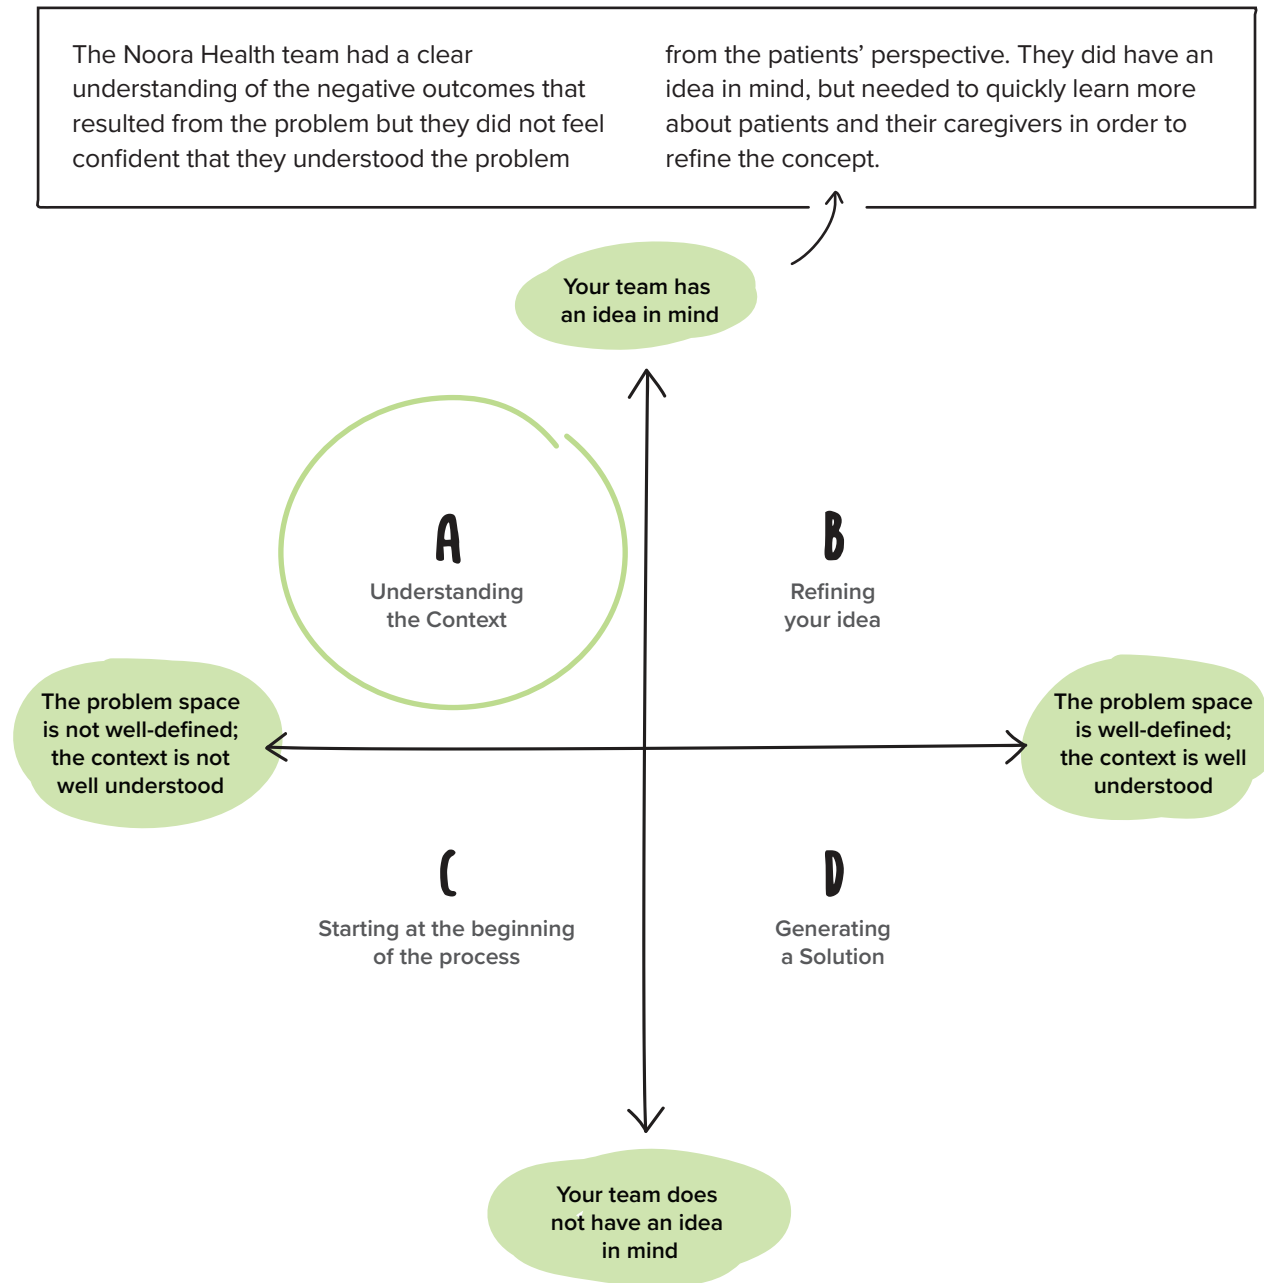 The Noora Health team had a clear
understanding of the negative outcomes that
resulted from the problem but they did not feel
confident that they understood the problem
from the patients’ perspective. They did have an
idea in mind, but needed to quickly learn more
about patients and their caregivers in order to
refine the concept.
Your team has
an idea in mind
A
Understanding
the Context
B
Refining
your idea
The problem space
is not well-defined;
the context is not
well understood
The problem space
is well-defined;
the context is well
understood
C
Starting at the beginning
of the process
D
Generating
a Solution
Your team does
not have an idea
in mind